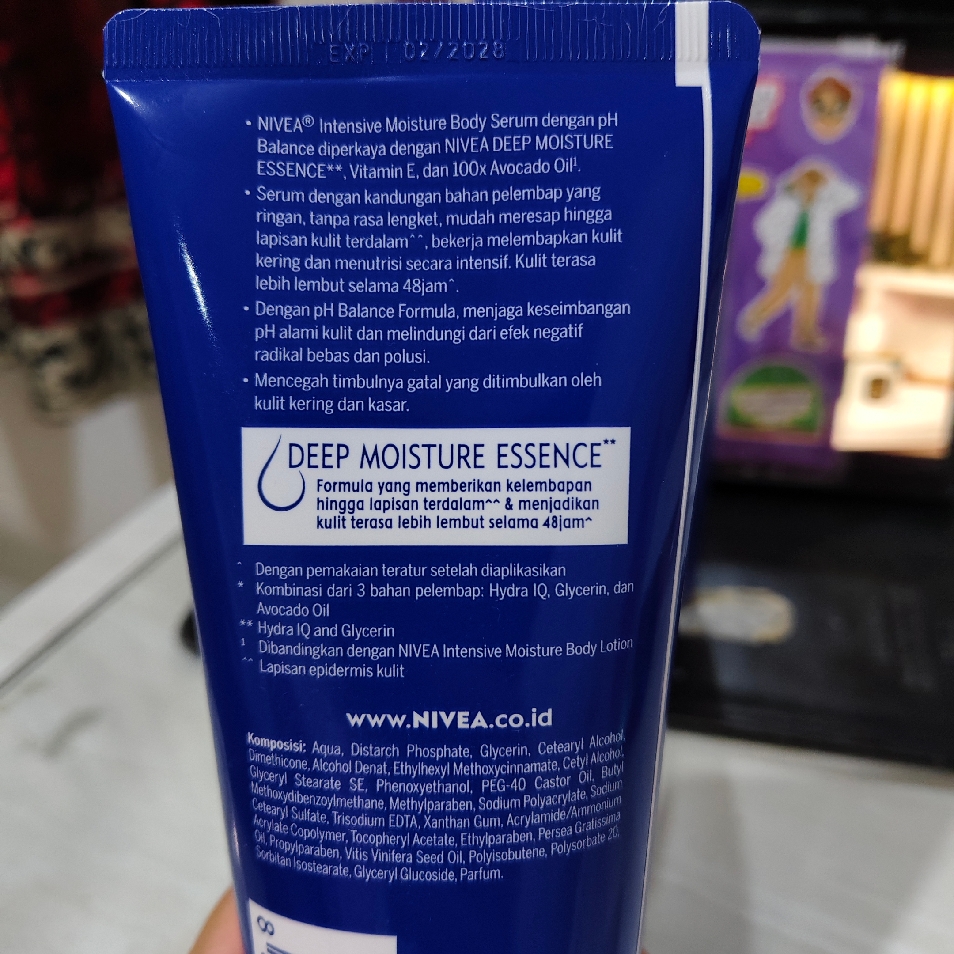 EXP 02/2028
• NIVEA® Intensive Moisture Body Serum dengan pH
Balance diperkaya dengan NIVEA DEEP MOISTURE
ESSENCE**, Vitamin E, dan 100x Avocado Oil¹.
• Serum dengan kandungan bahan pelembap yang
ringan, tanpa rasa lengket, mudah meresap hingga
lapisan kulit terdalam^^, bekerja melembapkan kulit
kering dan menutrisi secara intensif. Kulit terasa
lebih lembut selama 48jam^.
• Dengan pH Balance Formula, menjaga keseimbangan
pH alami kulit dan melindungi dari efek negatif
radikal bebas dan polusi.
• Mencegah timbulnya gatal yang ditimbulkan oleh
kulit kering dan kasar.
DEEP MOISTURE ESSENCE**
Formula yang memberikan kelembapan
hingga lapisan terdalam^^ & menjadikan
kulit terasa lebih lembut selama 48jam^
^ Dengan pemakaian teratur setelah diaplikasikan
* Kombinasi dari 3 bahan pelembap: Hydra IQ, Glycerin, dan
Avocado Oil
** Hydra IQ and Glycerin
¹ Dibandingkan dengan NIVEA Intensive Moisture Body Lotion
^^ Lapisan epidermis kulit
www.NIVEA.co.id
Komposisi: Aqua, Distarch Phosphate, Glycerin, Cetearyl Alcohol,
Dimethicone, Alcohol Denat, Ethylhexyl Methoxycinnamate, Cetyl Alcohol,
Glyceryl Stearate SE, Phenoxyethanol, PEG-40 Castor Oil, Butyl
Methoxydibenzoylmethane, Methylparaben, Sodium Polyacrylate, Sodium
Cetearyl Sulfate, Trisodium EDTA, Xanthan Gum, Acrylamide/Ammonium
Acrylate Copolymer, Tocopheryl Acetate, Ethylparaben, Persea Gratissima
Oil, Propylparaben, Vitis Vinifera Seed Oil, Polyisobutene, Polysorbate 20,
Sorbitan Isostearate, Glyceryl Glucoside, Parfum.
8